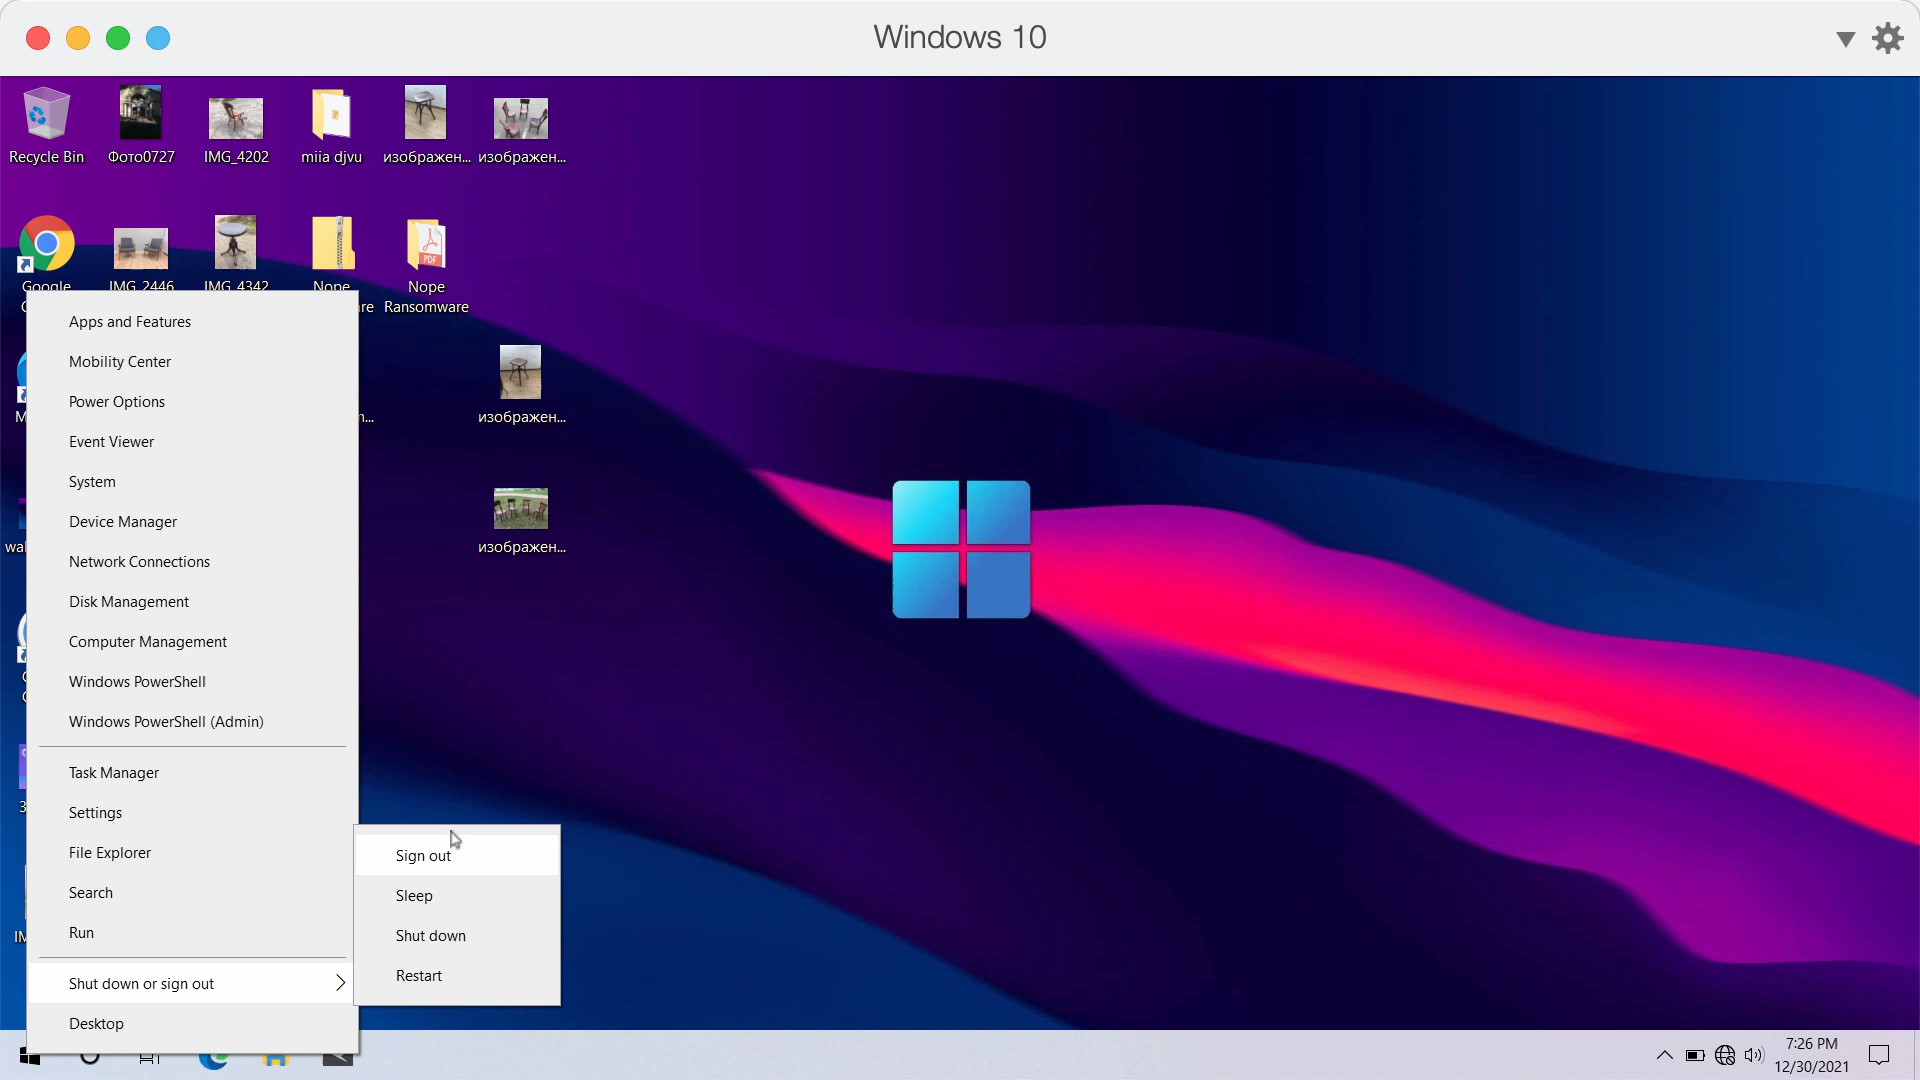 Windows 10
Recycle Bin
Фото0727
IMG_4202
miia djvu
изображен...
изображен...
Google
IMG_2446
IMG_4342
Nope
Nope
Ransomware
PDF
изображен...
изображен...
Apps and Features
Mobility Center
Power Options
Event Viewer
System
Device Manager
Network Connections
Disk Management
Computer Management
Windows PowerShell
Windows PowerShell (Admin)
Task Manager
Settings
File Explorer
Search
Run
Shut down or sign out
Desktop
Sign out
Sleep
Shut down
Restart
7:26 PM
12/30/2021